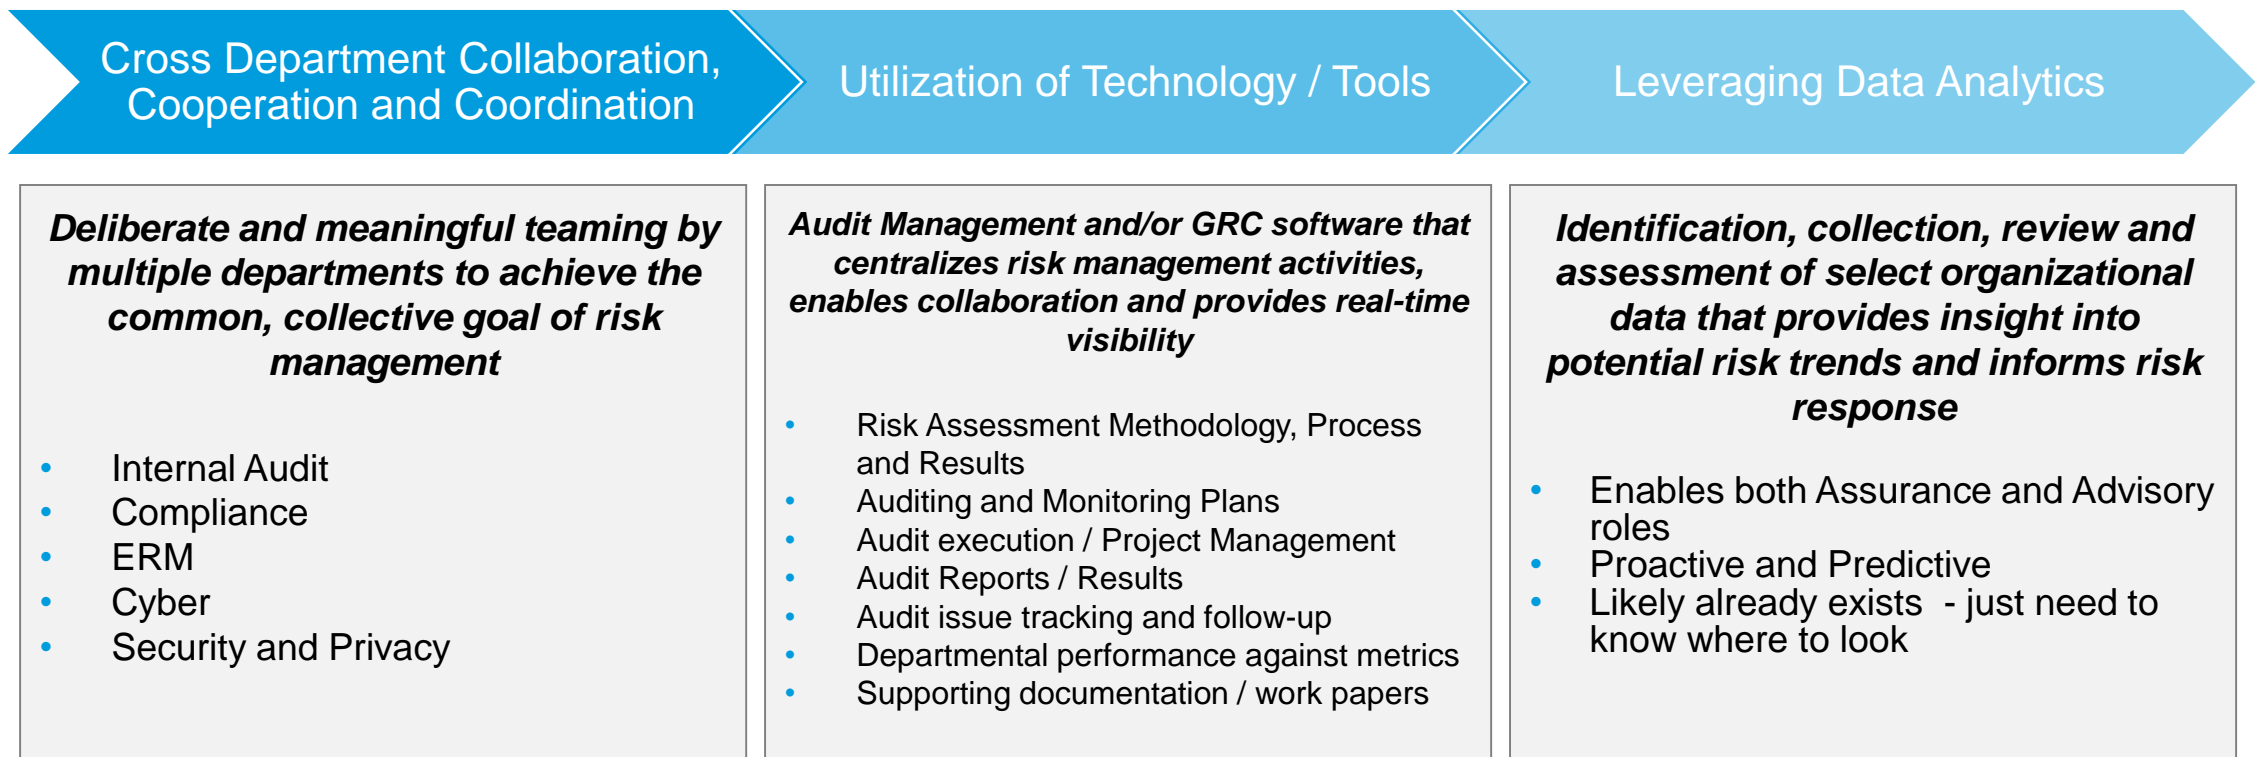 Cross Department Collaboration,
Cooperation and Coordination
Utilization of Technology / Tools
Leveraging Data Analytics
Deliberate and meaningful teaming by
multiple departments to achieve the
common, collective goal of risk
management
• Internal Audit
• Compliance
• ERM
• Cyber
• Security and Privacy
Audit Management and/or GRC software that
centralizes risk management activities,
enables collaboration and provides real-time
visibility
• Risk Assessment Methodology, Process
and Results
• Auditing and Monitoring Plans
• Audit execution / Project Management
• Audit Reports / Results
• Audit issue tracking and follow-up
• Departmental performance against metrics
• Supporting documentation / work papers
Identification, collection, review and
assessment of select organizational
data that provides insight into
potential risk trends and informs risk
response
• Enables both Assurance and Advisory
roles
• Proactive and Predictive
• Likely already exists - just need to
know where to look